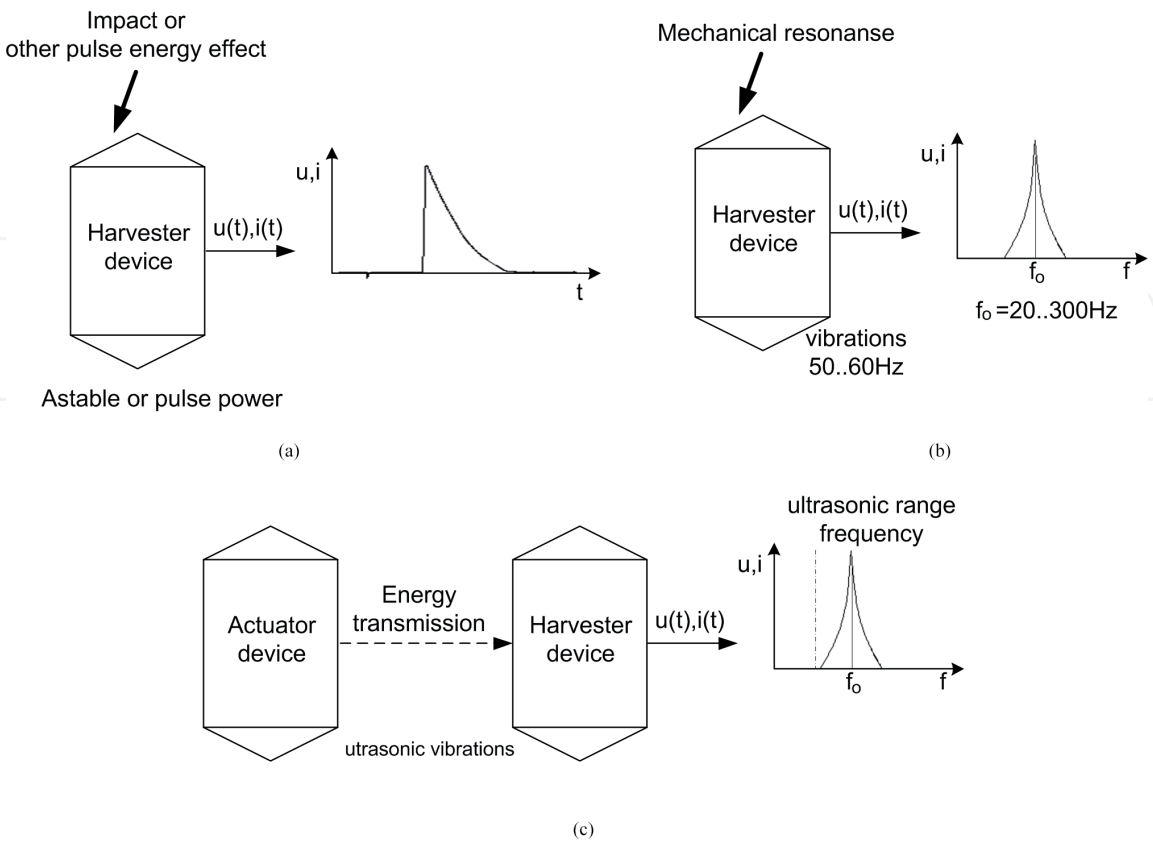 Impact or
other pulse energy effect
Harvester
device
u(t),i(t)
u,i
t
Astable or pulse power
(a)
Mechanical resonanse
Harvester
device
u(t),i(t)
u,i
fo
f
fo =20..300Hz
vibrations
50..60Hz
(b)
Actuator
device
Energy
transmission
utrasonic vibrations
Harvester
device
u(t),i(t)
ultrasonic range
frequency
u,i
fo
f
(c)